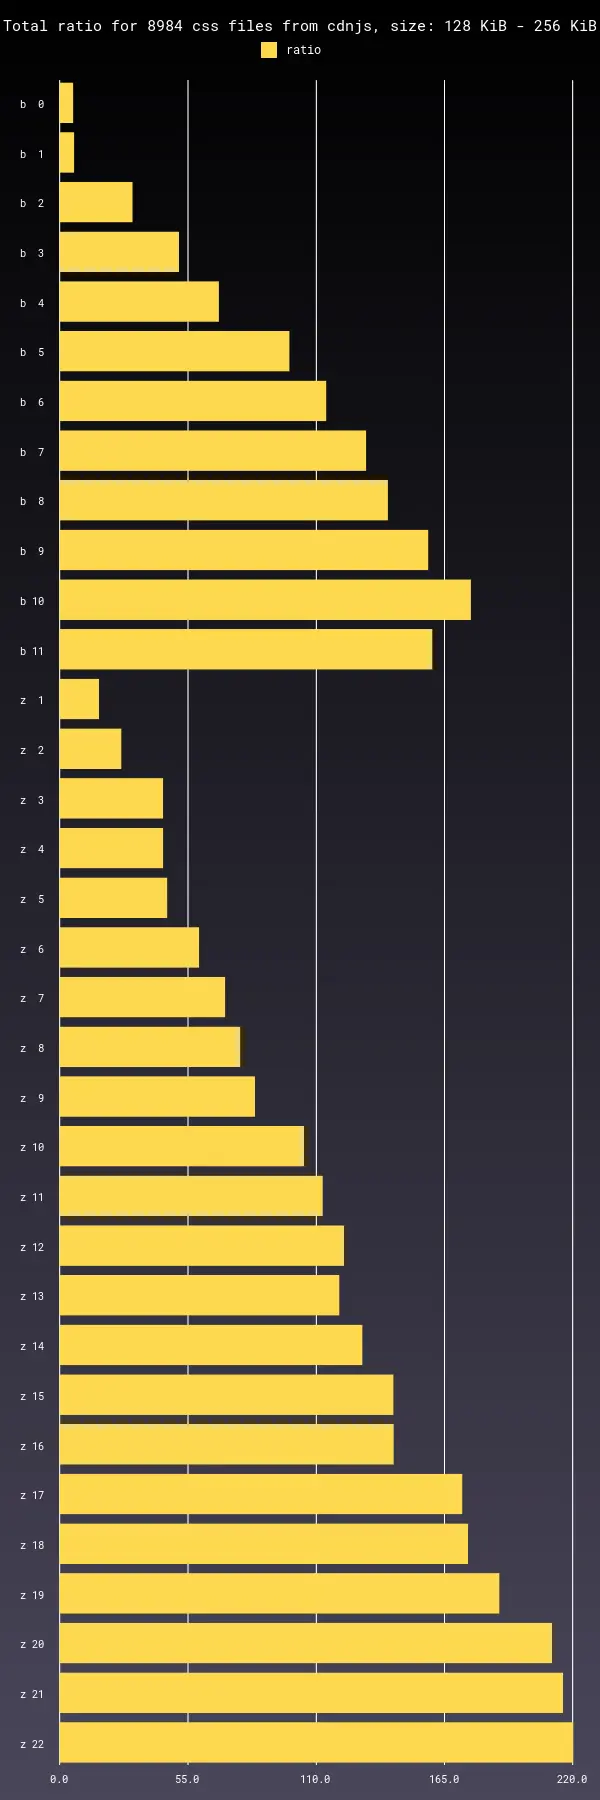 Total ratio for 8984 css files from cdnjs, size: 128 KiB - 256 KiB
ratio
b 0
b 1
b 2
b 3
b 4
b 5
b 6
b 7
b 8
b 9
b 10
b 11
z 1
z 2
z 3
z 4
z 5
z 6
z 7
z 8
z 9
z 10
z 11
z 12
z 13
z 14
z 15
z 16
z 17
z 18
z 19
z 20
z 21
z 22
0.0 55.0 110.0 165.0 220.0